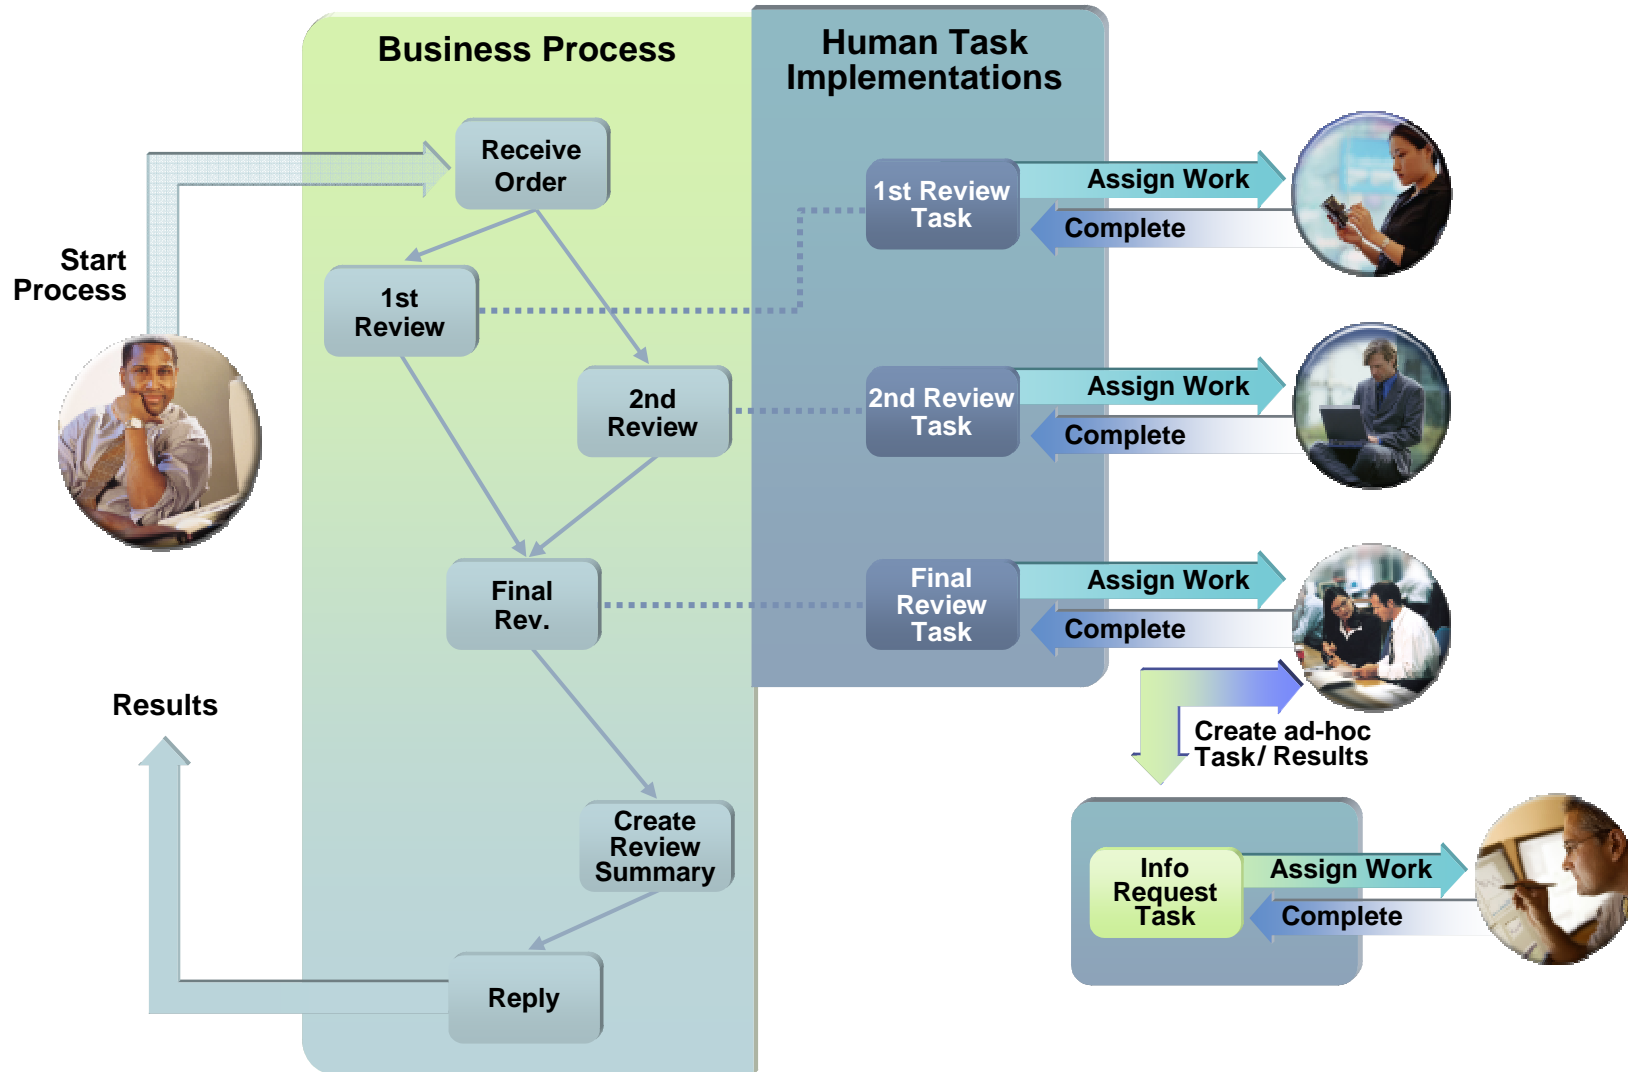 Business Process
Human Task
Implementations
Receive
Order
1st Review
Task
Assign Work
Complete
Start
Process
1st
Review
2nd
Review
2nd Review
Task
Assign Work
Complete
Final
Rev.
Final
Review
Task
Assign Work
Complete
Results
Create ad-hoc
Task/ Results
Create
Review
Summary
Info
Request
Task
Assign Work
Complete
Reply